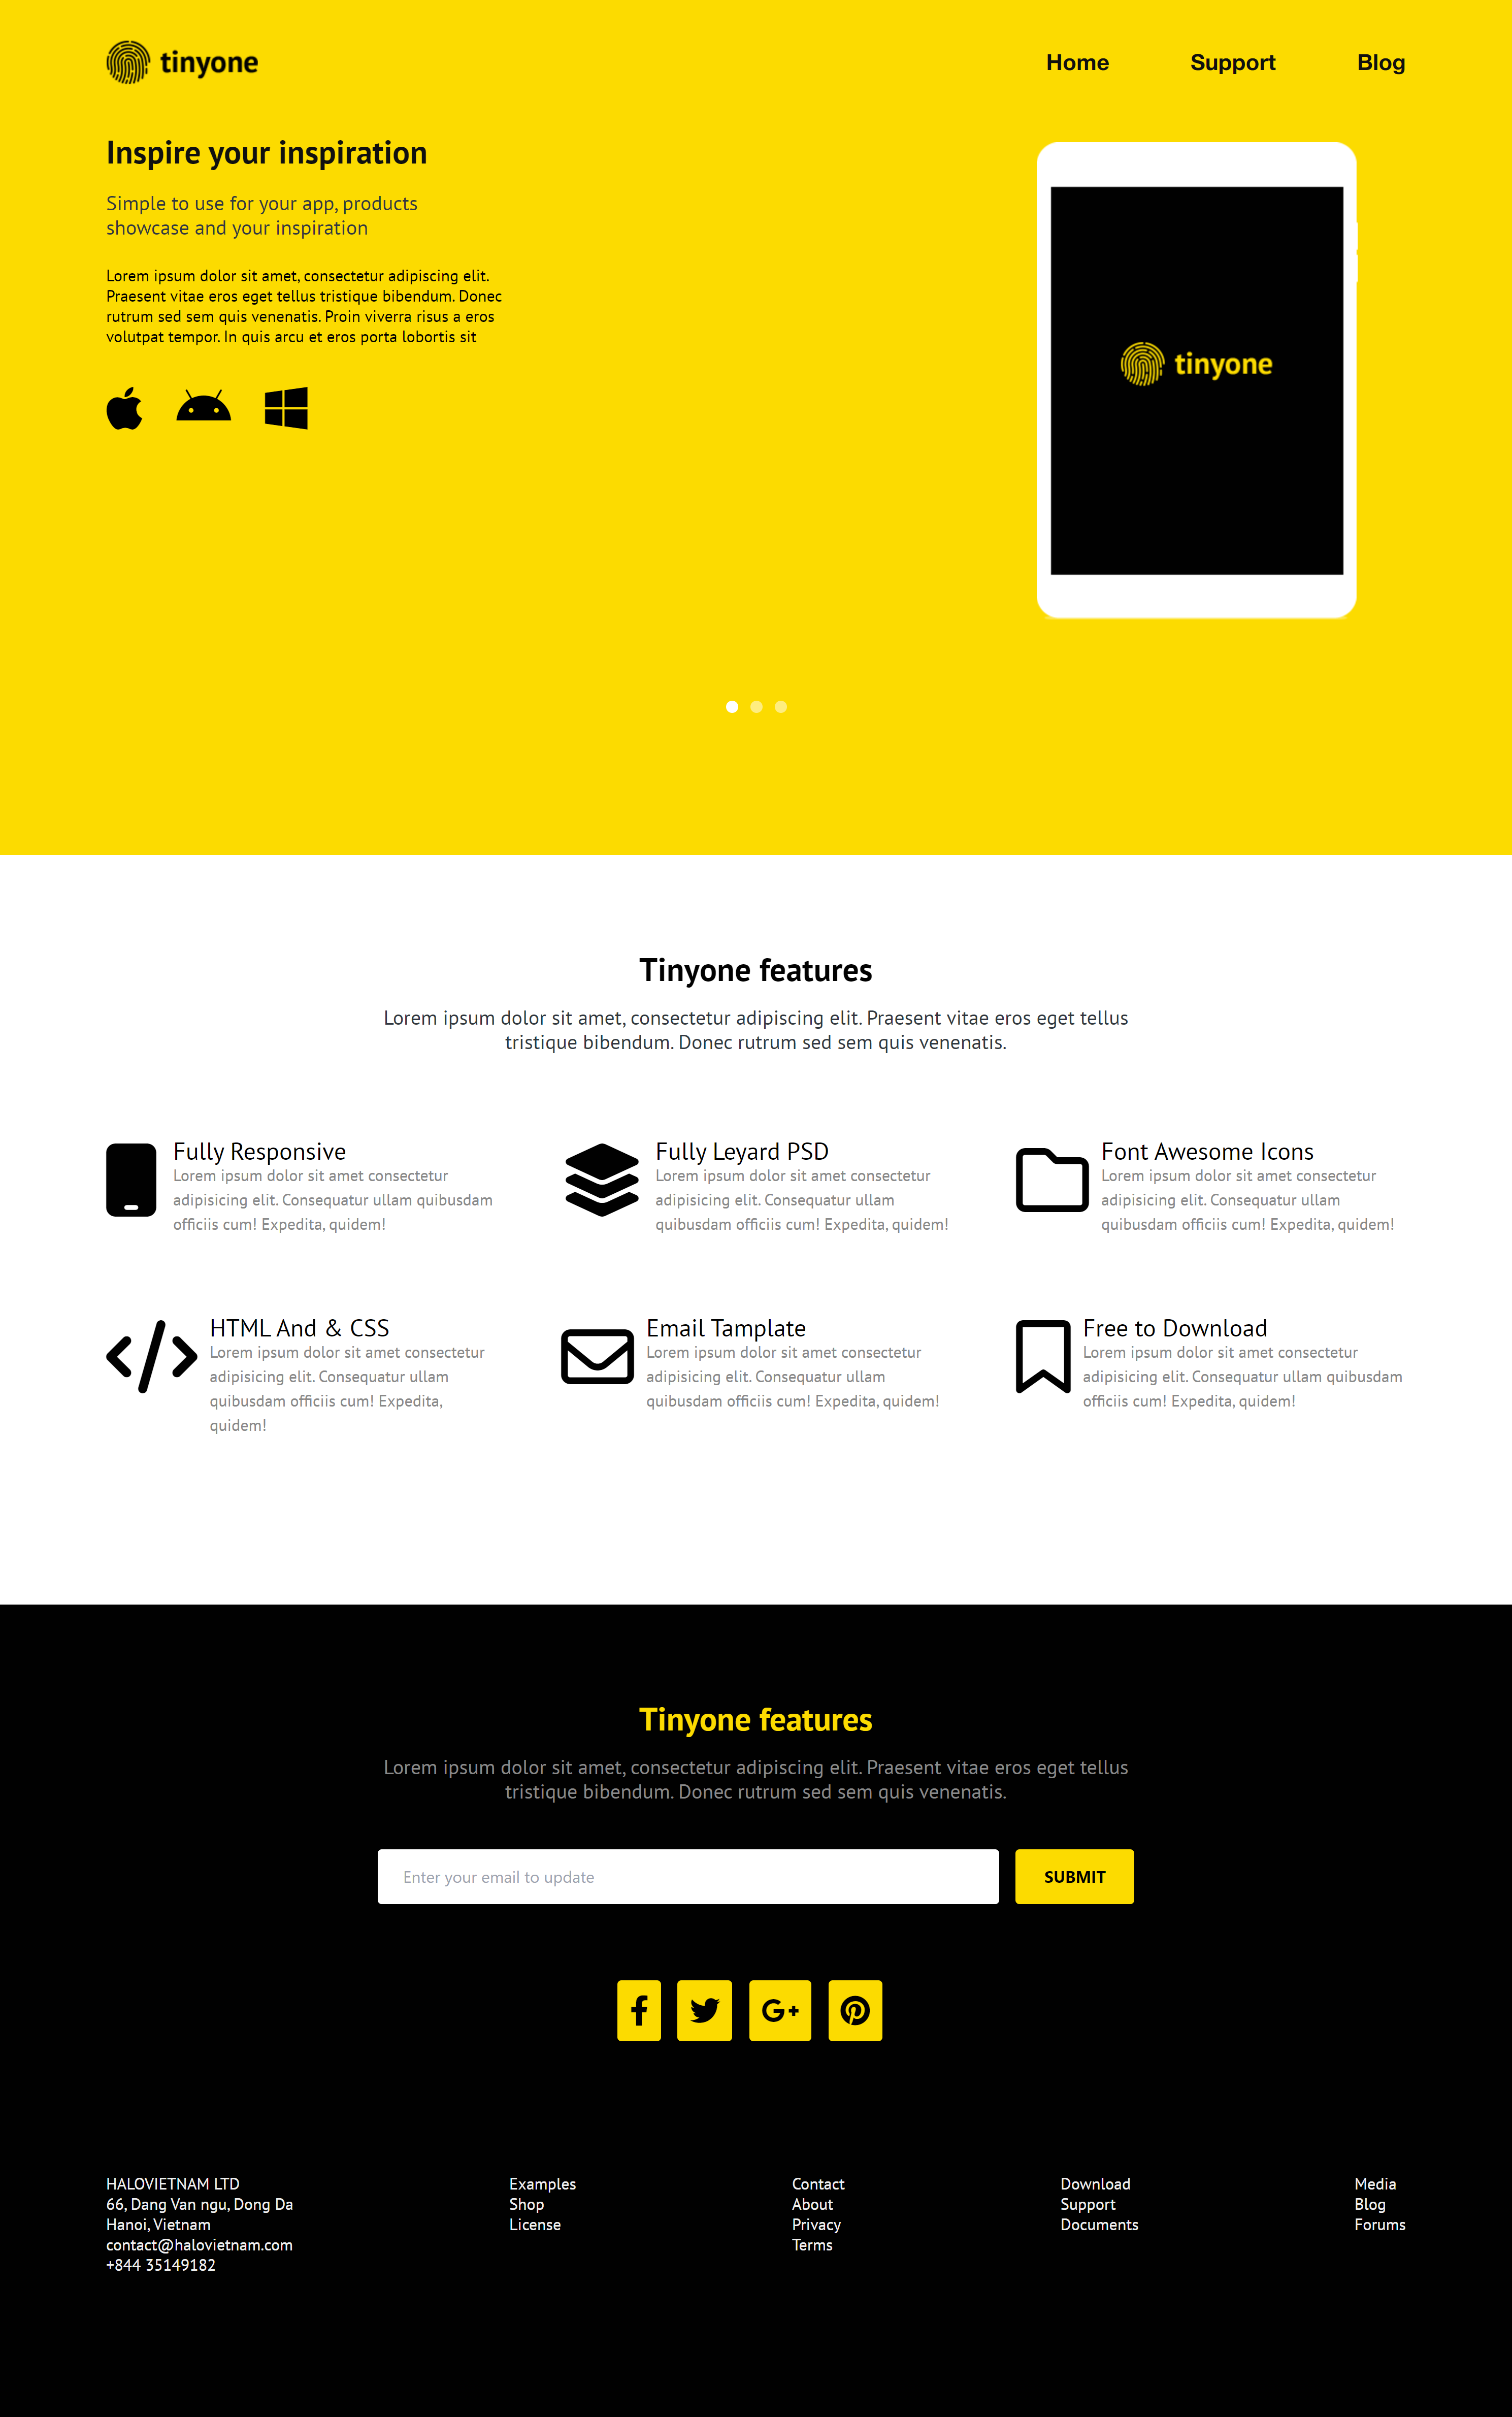 tinyone
Home
Support
Blog
Inspire your inspiration
Simple to use for your app, products
showcase and your inspiration
Lorem ipsum dolor sit amet, consectetur adipiscing elit.
Praesent vitae eros eget tellus tristique bibendum. Donec
rutrum sed sem quis venenatis. Proin viverra risus a eros
volutpat tempor. In quis arcu et eros porta lobortis sit
tinyone
Tinyone features
Lorem ipsum dolor sit amet, consectetur adipiscing elit. Praesent vitae eros eget tellus
tristique bibendum. Donec rutrum sed sem quis venenatis.
Fully Responsive
Lorem ipsum dolor sit amet consectetur
adipisicing elit. Consequatur ullam quibusdam
officiis cum! Expedita, quidem!
Fully Leyard PSD
Lorem ipsum dolor sit amet consectetur
adipisicing elit. Consequatur ullam
quibusdam officiis cum! Expedita, quidem!
Font Awesome Icons
Lorem ipsum dolor sit amet consectetur
adipisicing elit. Consequatur ullam
quibusdam officiis cum! Expedita, quidem!
HTML And & CSS
Lorem ipsum dolor sit amet consectetur
adipisicing elit. Consequatur ullam
quibusdam officiis cum! Expedita,
quidem!
Email Tamplate
Lorem ipsum dolor sit amet consectetur
adipisicing elit. Consequatur ullam
quibusdam officiis cum! Expedita, quidem!
Free to Download
Lorem ipsum dolor sit amet consectetur
adipisicing elit. Consequatur ullam quibusdam
officiis cum! Expedita, quidem!
Tinyone features
Lorem ipsum dolor sit amet, consectetur adipiscing elit. Praesent vitae eros eget tellus
tristique bibendum. Donec rutrum sed sem quis venenatis.
Enter your email to update
SUBMIT
HALOVIETNAM LTD
66, Dang Van ngu, Dong Da
Hanoi, Vietnam
contact@halovietnam.com
+844 35149182
Examples
Shop
License
Contact
About
Privacy
Terms
Download
Support
Documents
Media
Blog
Forums